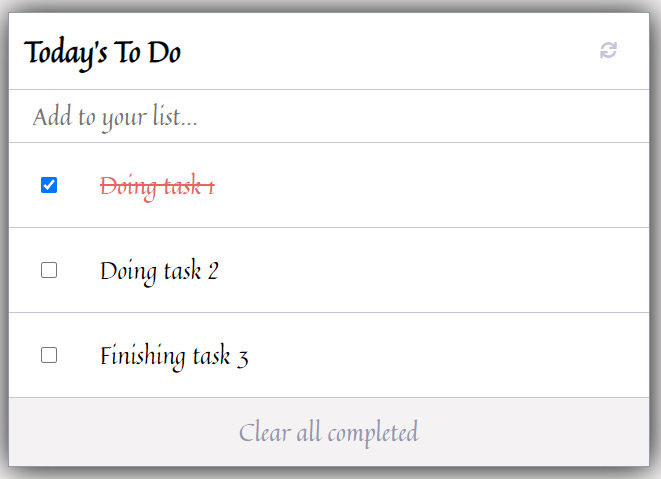 Today's To Do
Add to your list...
Doing task 1
Doing task 2
Finishing task 3
Clear all completed